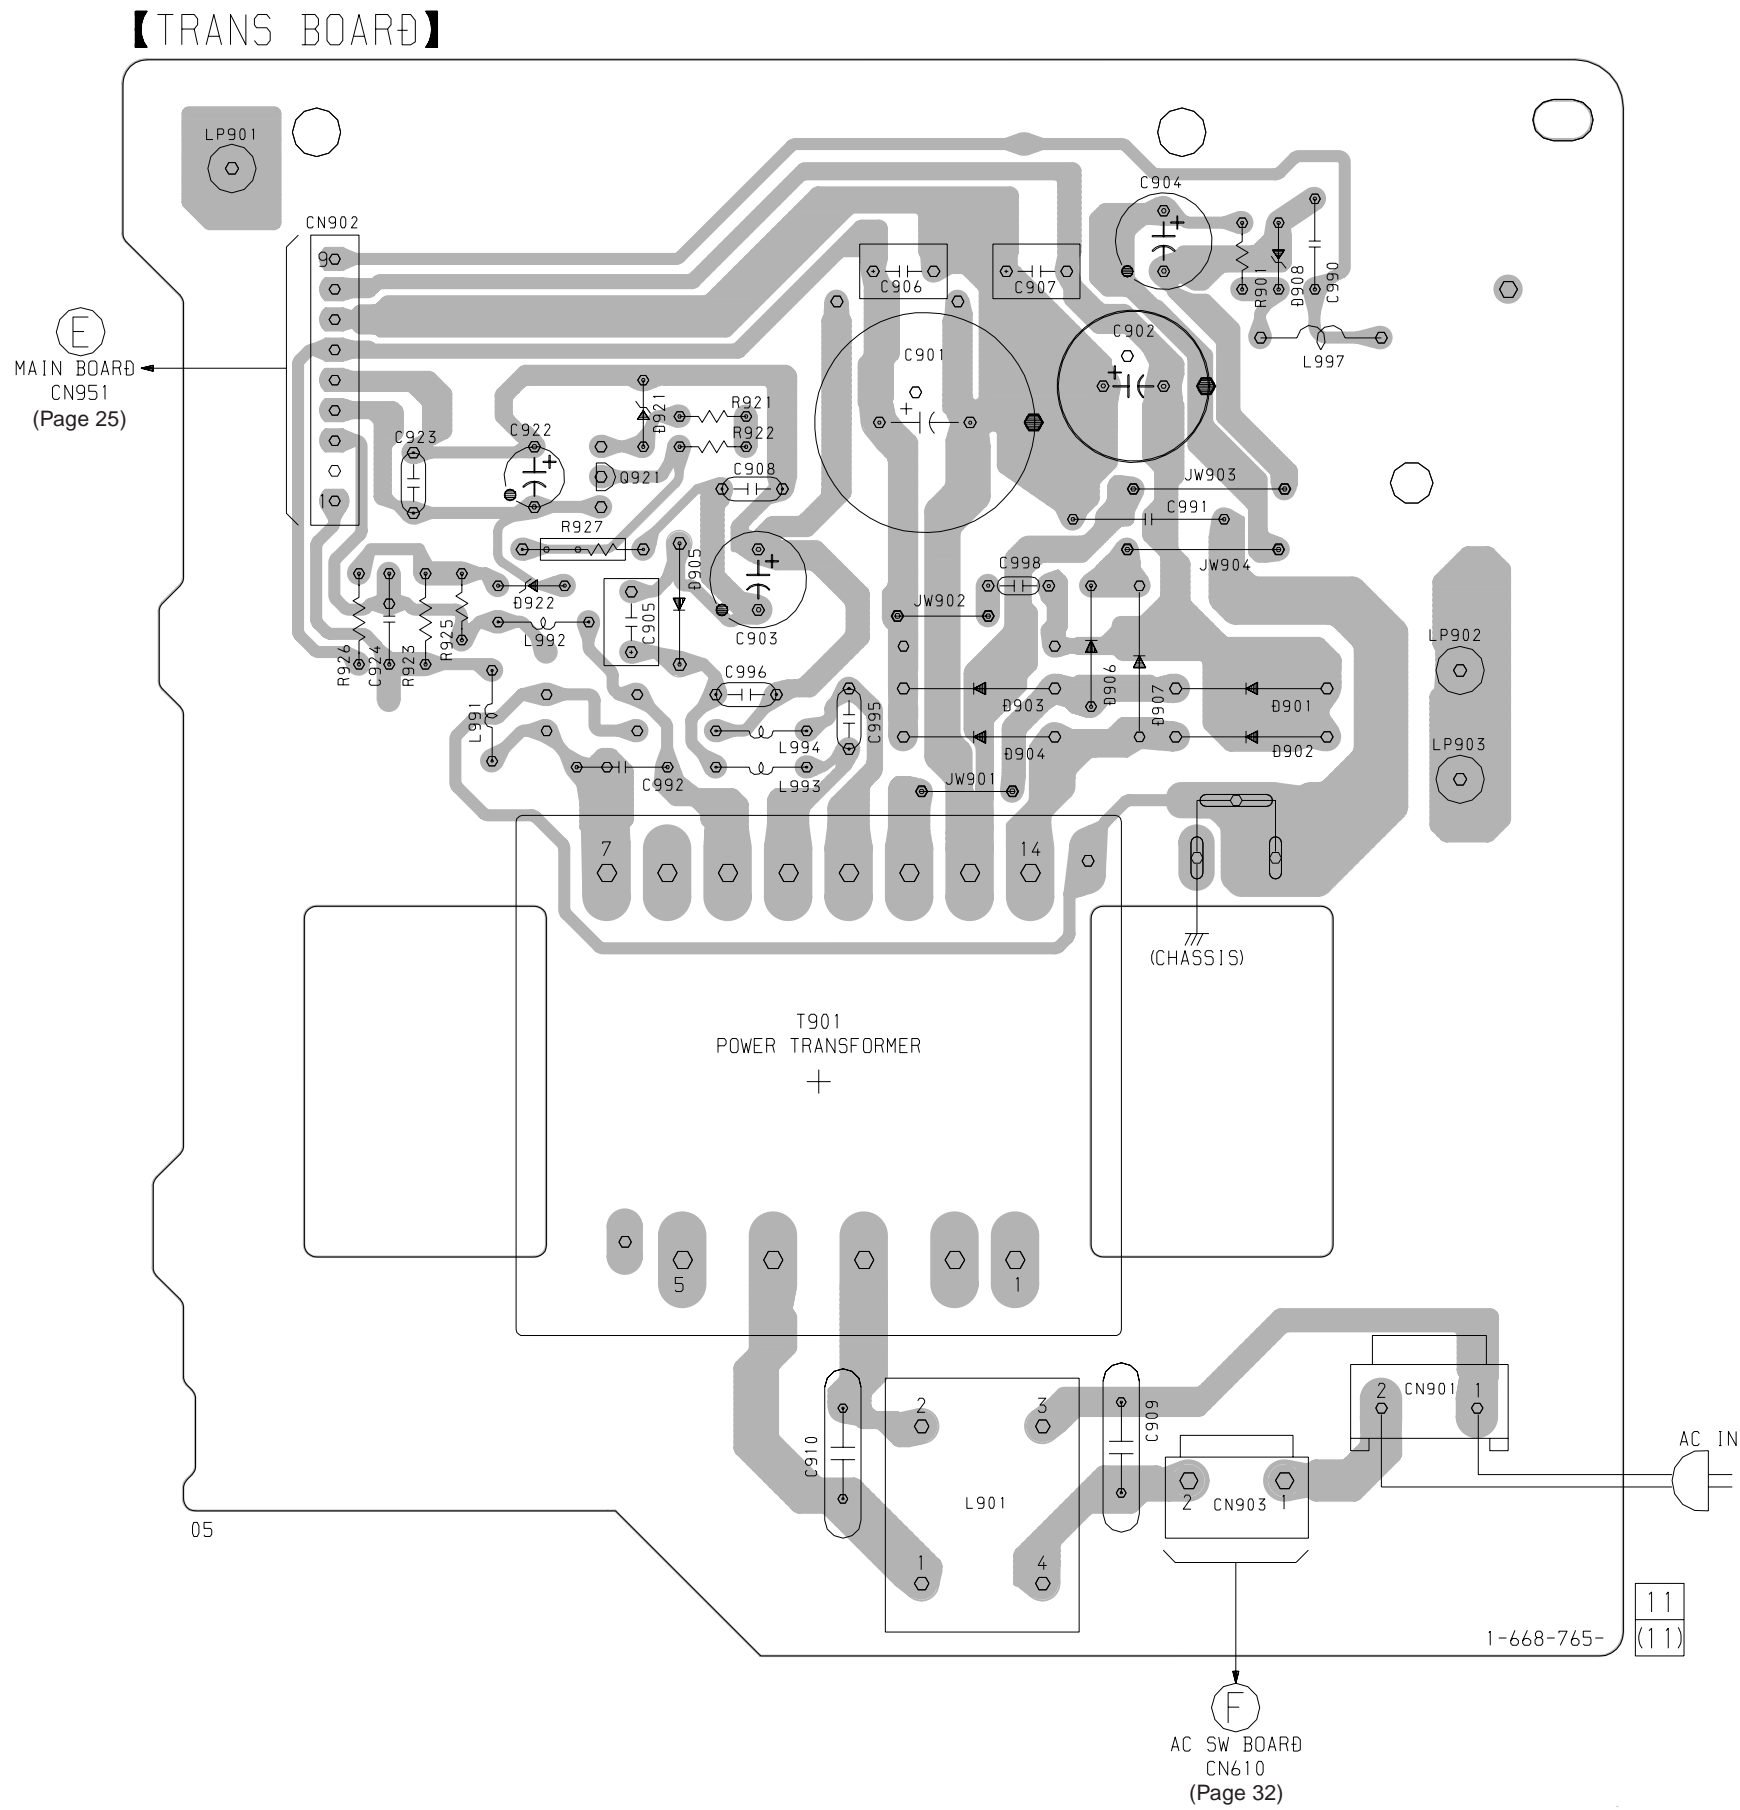 【TRANS BOARD】
LP901
CN902
9
1
E
MAIN BOARD
CN951
(Page 25)
C904
C906
C907
R901
D908
C990
L997
C901
C902
D921
R921
R922
C923
C922
Q921
C908
JW903
C991
R927
D905
C998
JW904
D922
C905
C903
JW902
R926
C924
R923
R925
L992
LP902
C996
D903
D906
D907
D901
L991
L994
C995
D904
D902
LP903
C992
L993
JW901
7
14
(CHASSIS)
T901
POWER TRANSFORMER
5
1
2
3
C909
2
CN901
1
C910
AC IN
L901
2
CN903
1
05
1
4
11
1-668-765-
(11)
F
AC SW BOARD
CN610
(Page 32)